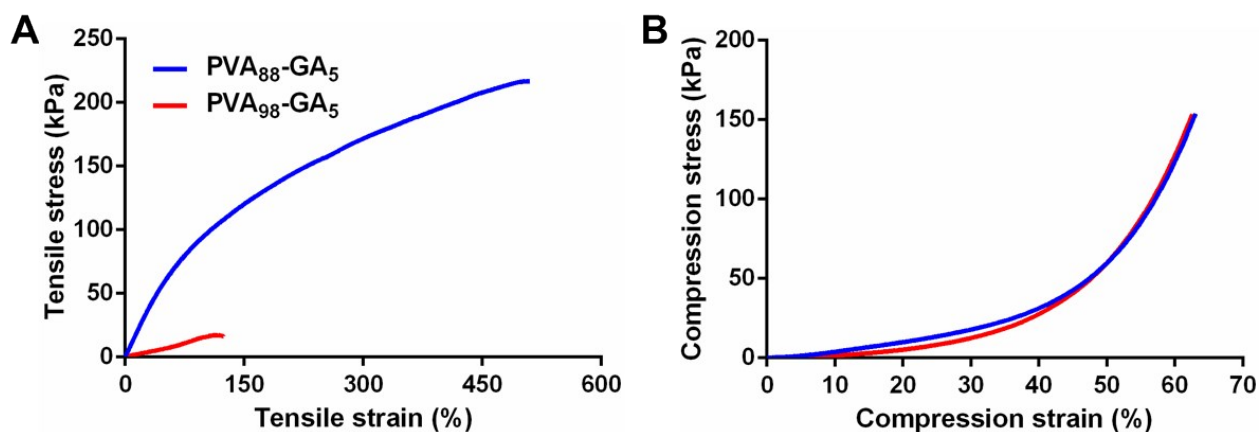 A
Tensile stress (kPa)
250
200
150
100
50
0
PVA₈₈-GA₅
PVA₉₈-GA₅
0 150 300 450 600
Tensile strain (%)
B
Compression stress (kPa)
200
150
100
50
0
0 10 20 30 40 50 60 70
Compression strain (%)